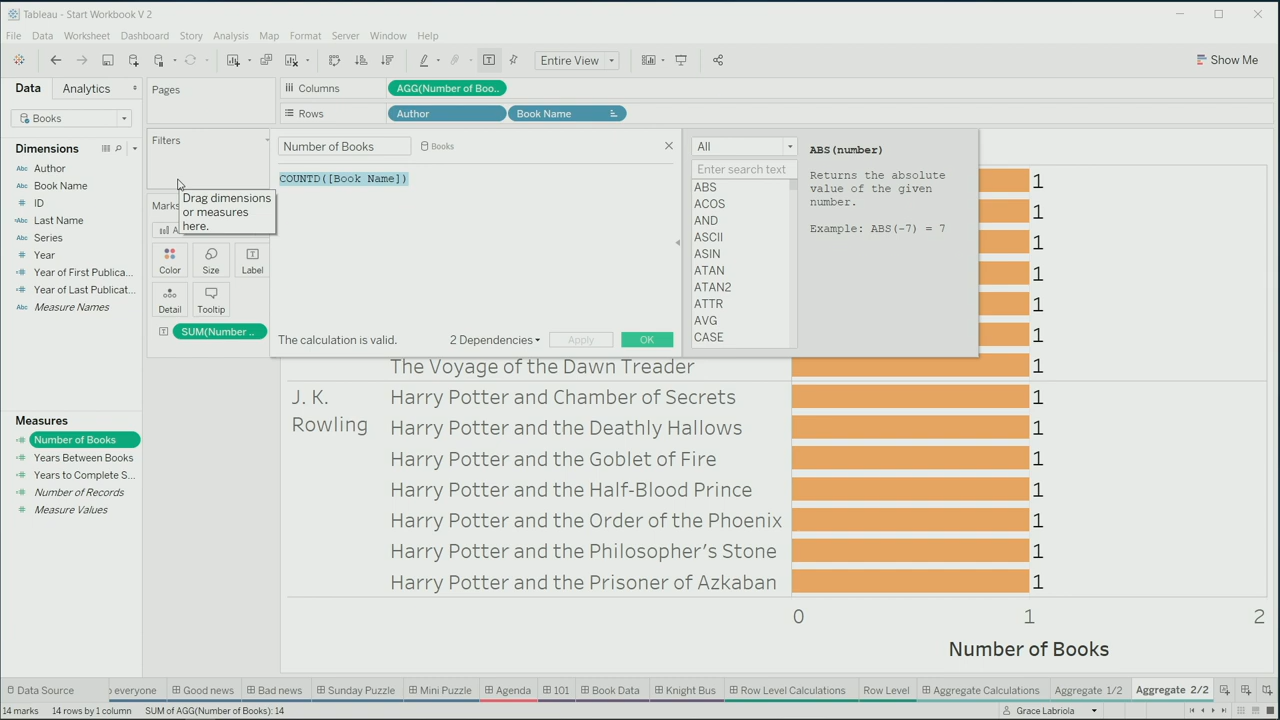 Tableau - Start Workbook V 2
File Data Worksheet Dashboard Story Analysis Map Format Server Window Help
Entire View
Show Me
Data Analytics
Pages
Columns
AGG(Number of Boo..
Rows
Author
Book Name
Books
Filters
Dimensions
Author
Book Name
ID
Last Name
Series
Year
Year of First Publica...
Year of Last Publicat...
Measure Names
Drag dimensions
or measures
here.
Marks
Color Size Label
Detail Tooltip
SUM(Number ..
Number of Books
Books
COUNTD([Book Name])
The calculation is valid.
2 Dependencies
Apply
OK
All
Enter search text
ABS
ACOS
AND
ASCII
ASIN
ATAN
ATAN2
ATTR
AVG
CASE
ABS(number)
Returns the absolute
value of the given
number.
Example: ABS(-7) = 7
1
1
1
1
1
1
The Voyage of the Dawn Treader 1
J. K.
Rowling
Harry Potter and Chamber of Secrets 1
Harry Potter and the Deathly Hallows 1
Harry Potter and the Goblet of Fire 1
Harry Potter and the Half-Blood Prince 1
Harry Potter and the Order of the Phoenix 1
Harry Potter and the Philosopher's Stone 1
Harry Potter and the Prisoner of Azkaban 1
0 1 2
Number of Books
Measures
Number of Books
Years Between Books
Years to Complete S...
Number of Records
Measure Values
Data Source
everyone Good news Bad news Sunday Puzzle Mini Puzzle Agenda 101 Book Data Knight Bus Row Level Calculations Row Level Aggregate Calculations Aggregate 1/2 Aggregate 2/2
14 marks 14 rows by 1 column SUM of AGG(Number of Books): 14
Grace Labriola